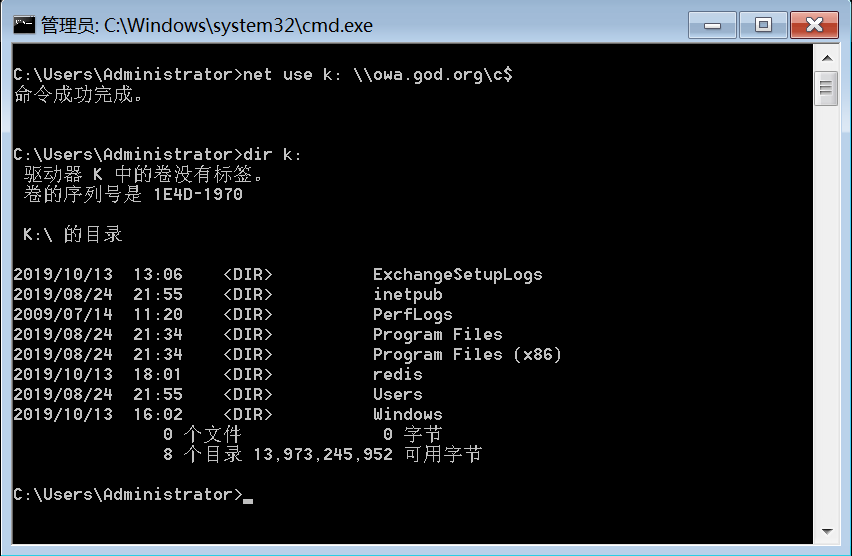 管理员: C:\Windows\system32\cmd.exe
C:\Users\Administrator>net use k: \\owa.god.org\c$
命令成功完成。
C:\Users\Administrator>dir k:
驱动器 K 中的卷没有标签。
卷的序列号是 1E4D-1970
K:\ 的目录
2019/10/13  13:06    <DIR>          ExchangeSetupLogs
2019/08/24  21:55    <DIR>          inetpub
2009/07/14  11:20    <DIR>          PerfLogs
2019/08/24  21:34    <DIR>          Program Files
2019/08/24  21:34    <DIR>          Program Files (x86)
2019/10/13  18:01    <DIR>          redis
2019/08/24  21:55    <DIR>          Users
2019/10/13  16:02    <DIR>          Windows
0 个文件              0 字节
8 个目录 13,973,245,952 可用字节
C:\Users\Administrator>